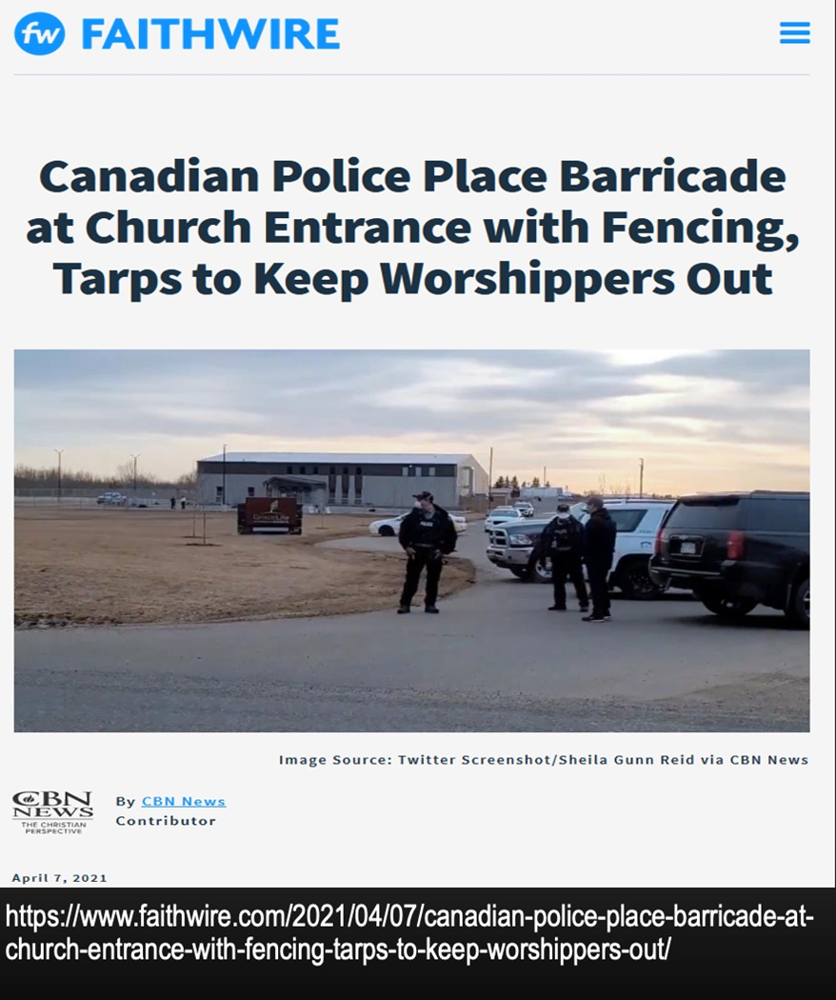 fw FAITHWIRE
Canadian Police Place Barricade
at Church Entrance with Fencing,
Tarps to Keep Worshippers Out
GraceLife
POLICE
Image Source: Twitter Screenshot/Sheila Gunn Reid via CBN News
CBN
NEWS
THE CHRISTIAN
PERSPECTIVE
By CBN News
Contributor
April 7, 2021
https://www.faithwire.com/2021/04/07/canadian-police-place-barricade-at-
church-entrance-with-fencing-tarps-to-keep-worshippers-out/